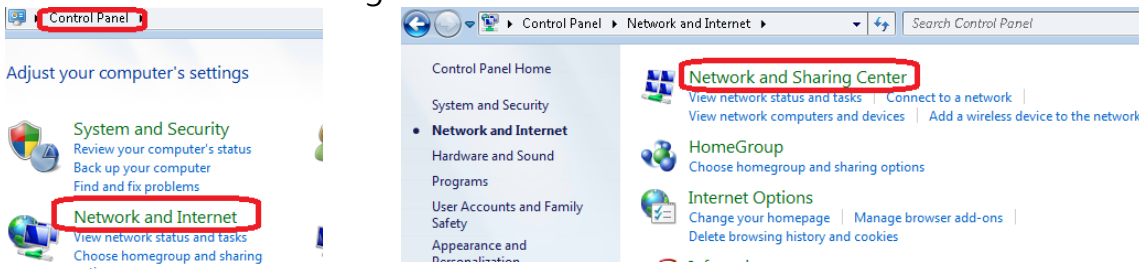 Control Panel
Adjust your computer's settings
System and Security
Review your computer's status
Back up your computer
Find and fix problems
Network and Internet
View network status and tasks
Choose homegroup and sharing
Control Panel Network and Internet
Search Control Panel
Control Panel Home
System and Security
Network and Internet
Hardware and Sound
Programs
User Accounts and Family
Safety
Appearance and
Personalization
Network and Sharing Center
View network status and tasks Connect to a network
View network computers and devices Add a wireless device to the network
HomeGroup
Choose homegroup and sharing options
Internet Options
Change your homepage Manage browser add-ons
Delete browsing history and cookies